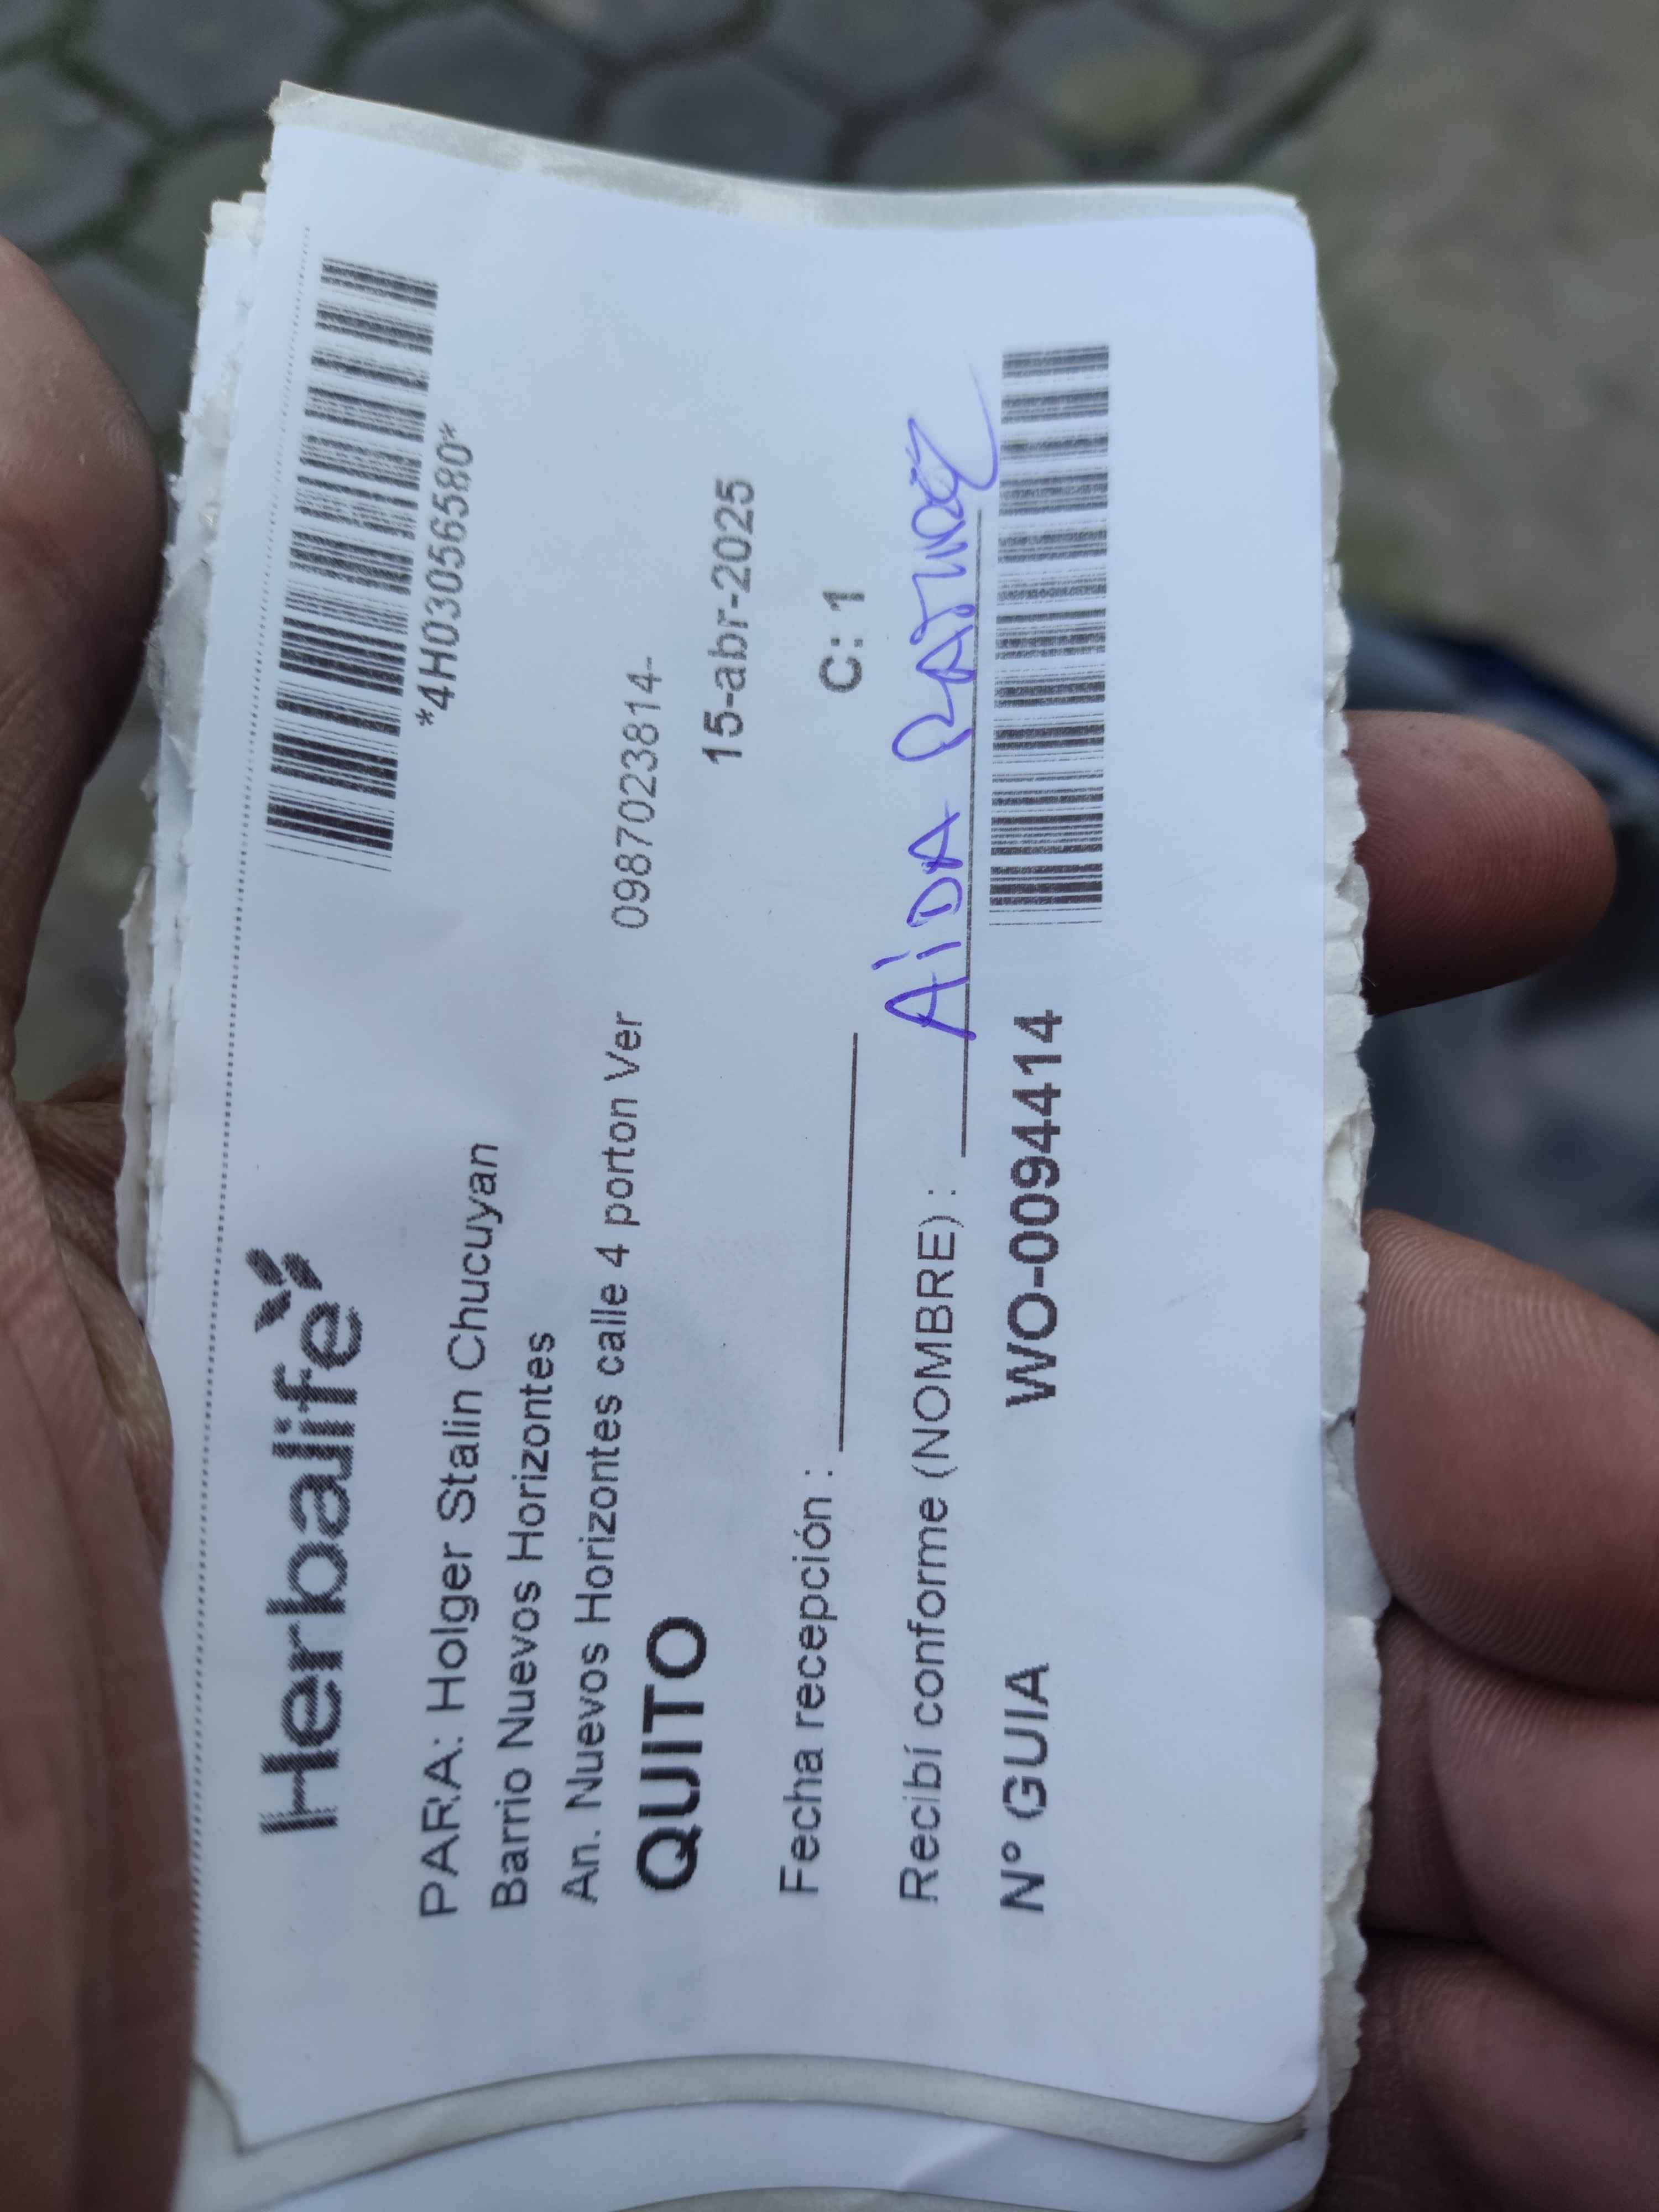 Herbalife
*4H03056580*
PARA: Holger Stalin Chucuyan
Barrio Nuevos Horizontes
An. Nuevos Horizontes calle 4 porton Ver 0987023814-
QUITO 15-abr-2025
Fecha recepción : C: 1
Recibí conforme (NOMBRE) : AiDA
Nº GUIA WO-0094414